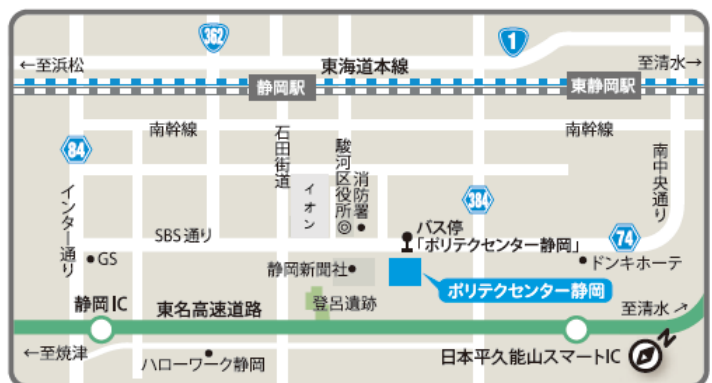 362
1
←至浜松
東海道本線
至清水→
静岡駅
東静岡駅
南幹線
南幹線
84
石田街道
駿河区役所◎
消防署
南中央通り
インター通り
イオン
384
SBS通り
バス停
「ポリテクセンター静岡」
74
GS
静岡新聞社
ドンキホーテ
ポリテクセンター静岡
静岡IC
東名高速道路
登呂遺跡
至清水↗
←至焼津
ハローワーク静岡
日本平久能山スマートIC
N